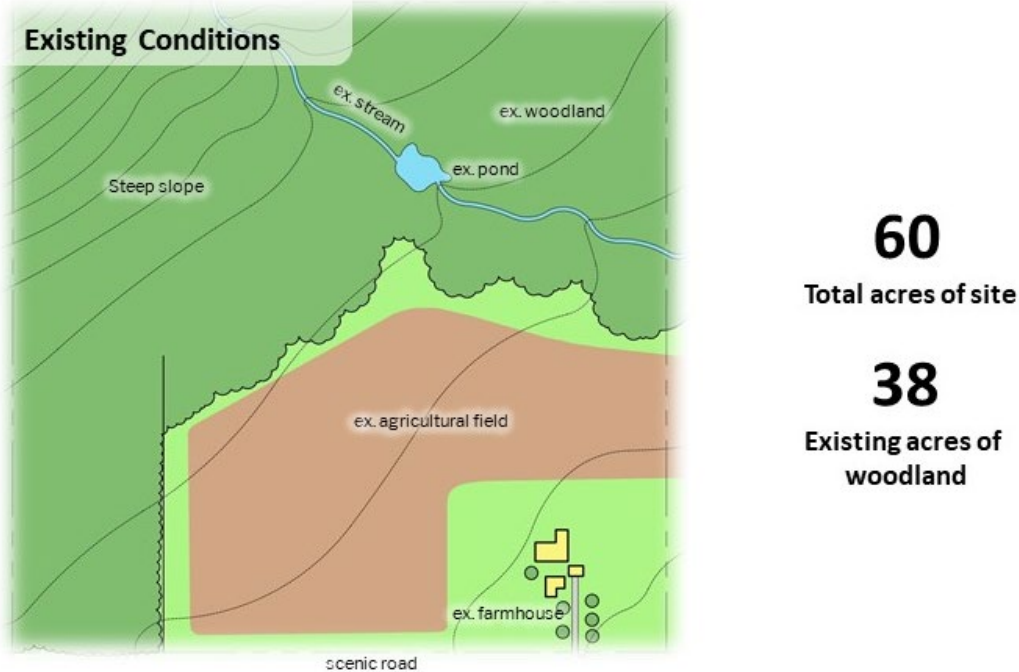 Existing Conditions
ex. stream
ex. woodland
ex. pond
Steep slope
60
Total acres of site
38
Existing acres of
woodland
ex. agricultural field
ex. farmhouse
scenic road